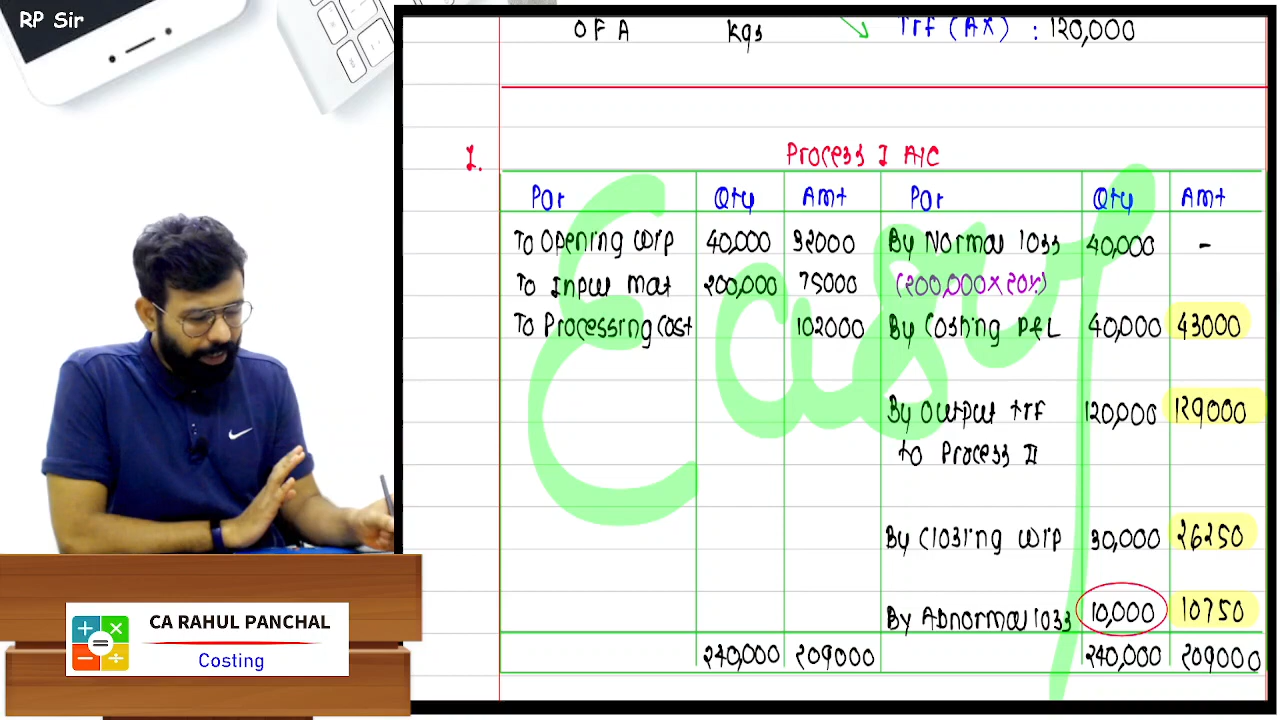 RP Sir
O F A Kgs Trf (AX) : 120,000
1. Process I A/C
Par Qty Amt Par Qty Amt
To Opening WIP 40,000 32000 By Normal loss 40,000 -
To Input mat 200,000 75000 (200,000 x 20%)
To Processing Cost 102000 By Costing P&L 40,000 43000
By Output trf 120,000 129000
to Process II
By Closing WIP 30,000 26250
By Abnormal loss 10,000 10750
240,000 209000 240,000 209000
Easy
CA RAHUL PANCHAL
Costing